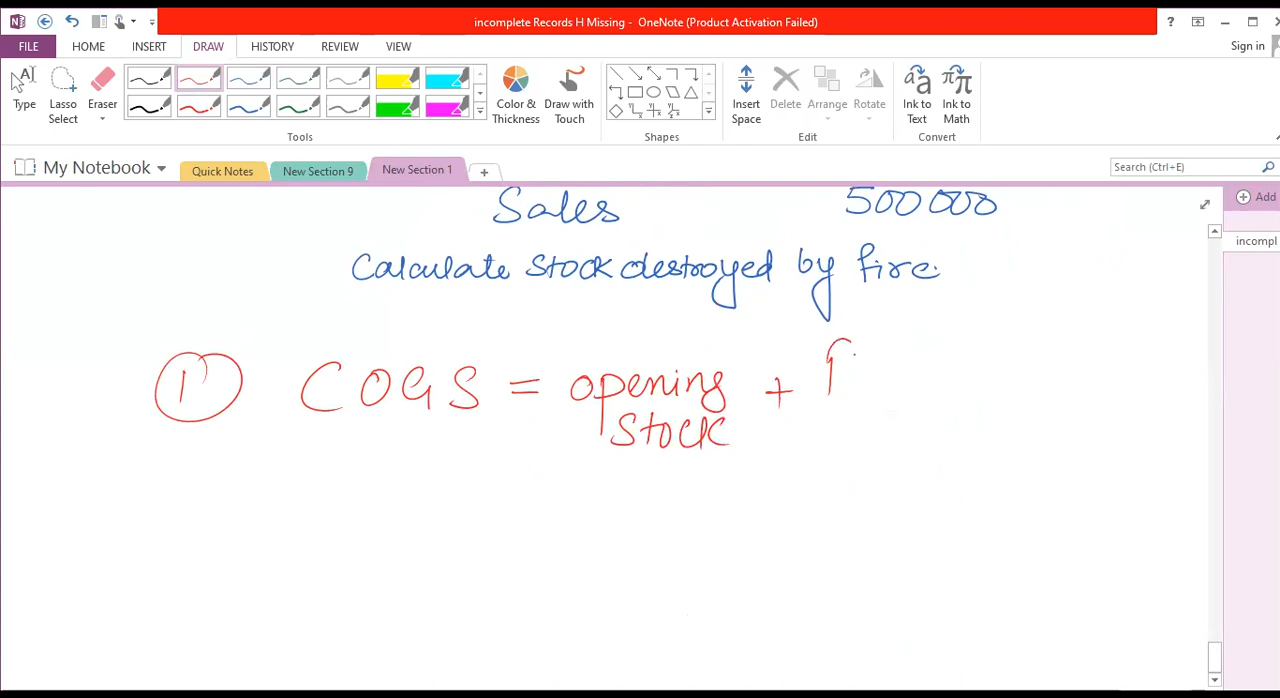 incomplete Records H Missing - OneNote (Product Activation Failed)
FILE HOME INSERT DRAW HISTORY REVIEW VIEW Sign in
Type Lasso Select Eraser Color & Thickness Draw with Touch Insert Space Delete Arrange Rotate Ink to Text Ink to Math
Tools Shapes Edit Convert
My Notebook Quick Notes New Section 9 New Section 1 Search (Ctrl+E)
Add
incompl
Sales 500000
Calculate Stock destroyed by fire.
1 COGS = opening +
Stock